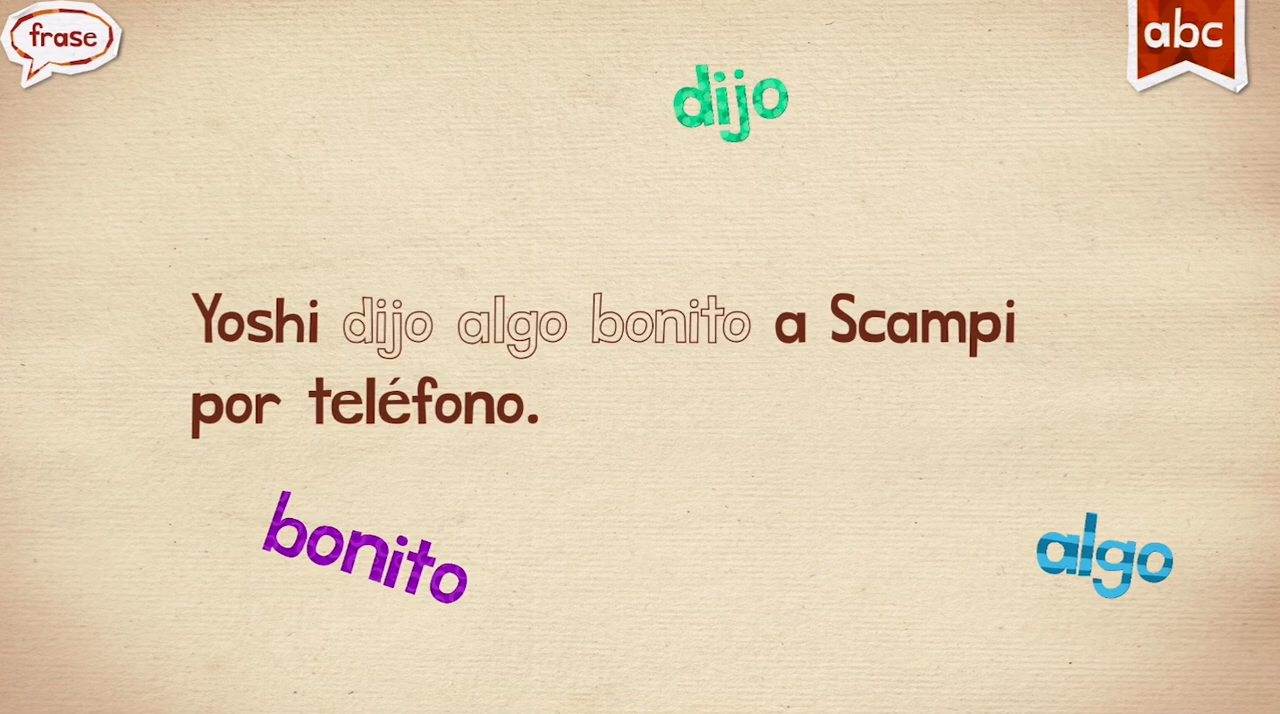 frase
abc
dijo
Yoshi dijo algo bonito a Scampi
por teléfono.
bonito
algo